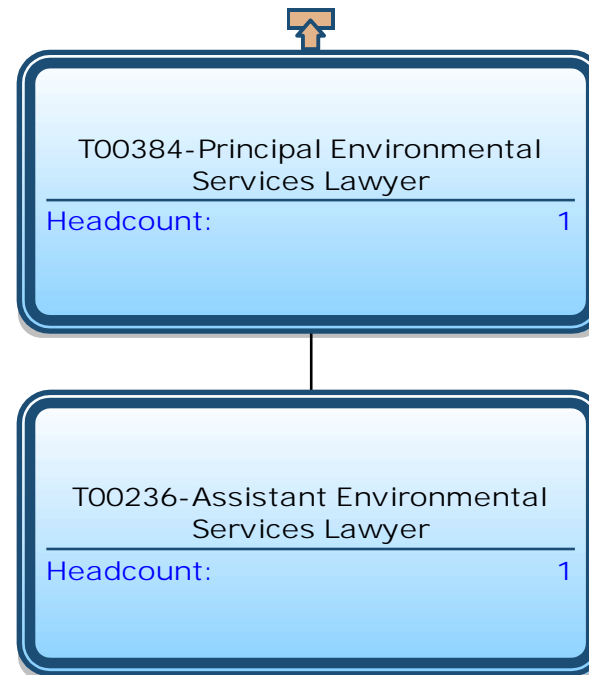 T00384-Principal Environmental
Services Lawyer
Headcount: 1
T00236-Assistant Environmental
Services Lawyer
Headcount: 1